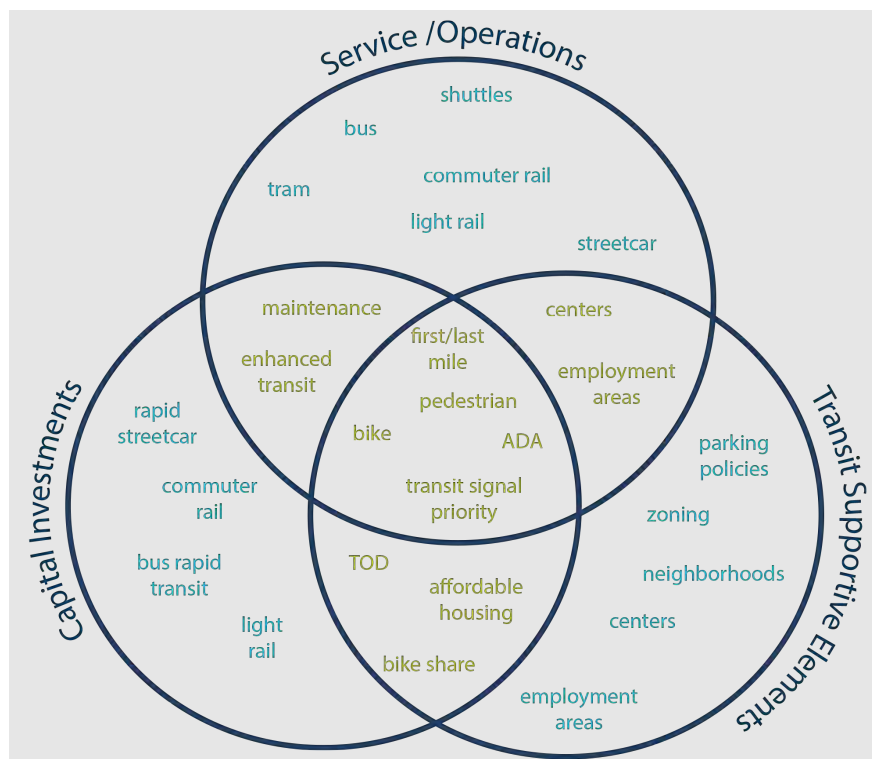 Service /Operations
shuttles
bus
commuter rail
tram
light rail
streetcar
maintenance
centers
first/last
mile
enhanced
transit
employment
areas
pedestrian
bike
ADA
transit signal
priority
Capital Investments
rapid
streetcar
commuter
rail
bus rapid
transit
light
rail
TOD
affordable
housing
bike share
Transit Supportive Elements
parking
policies
zoning
neighborhoods
centers
employment
areas